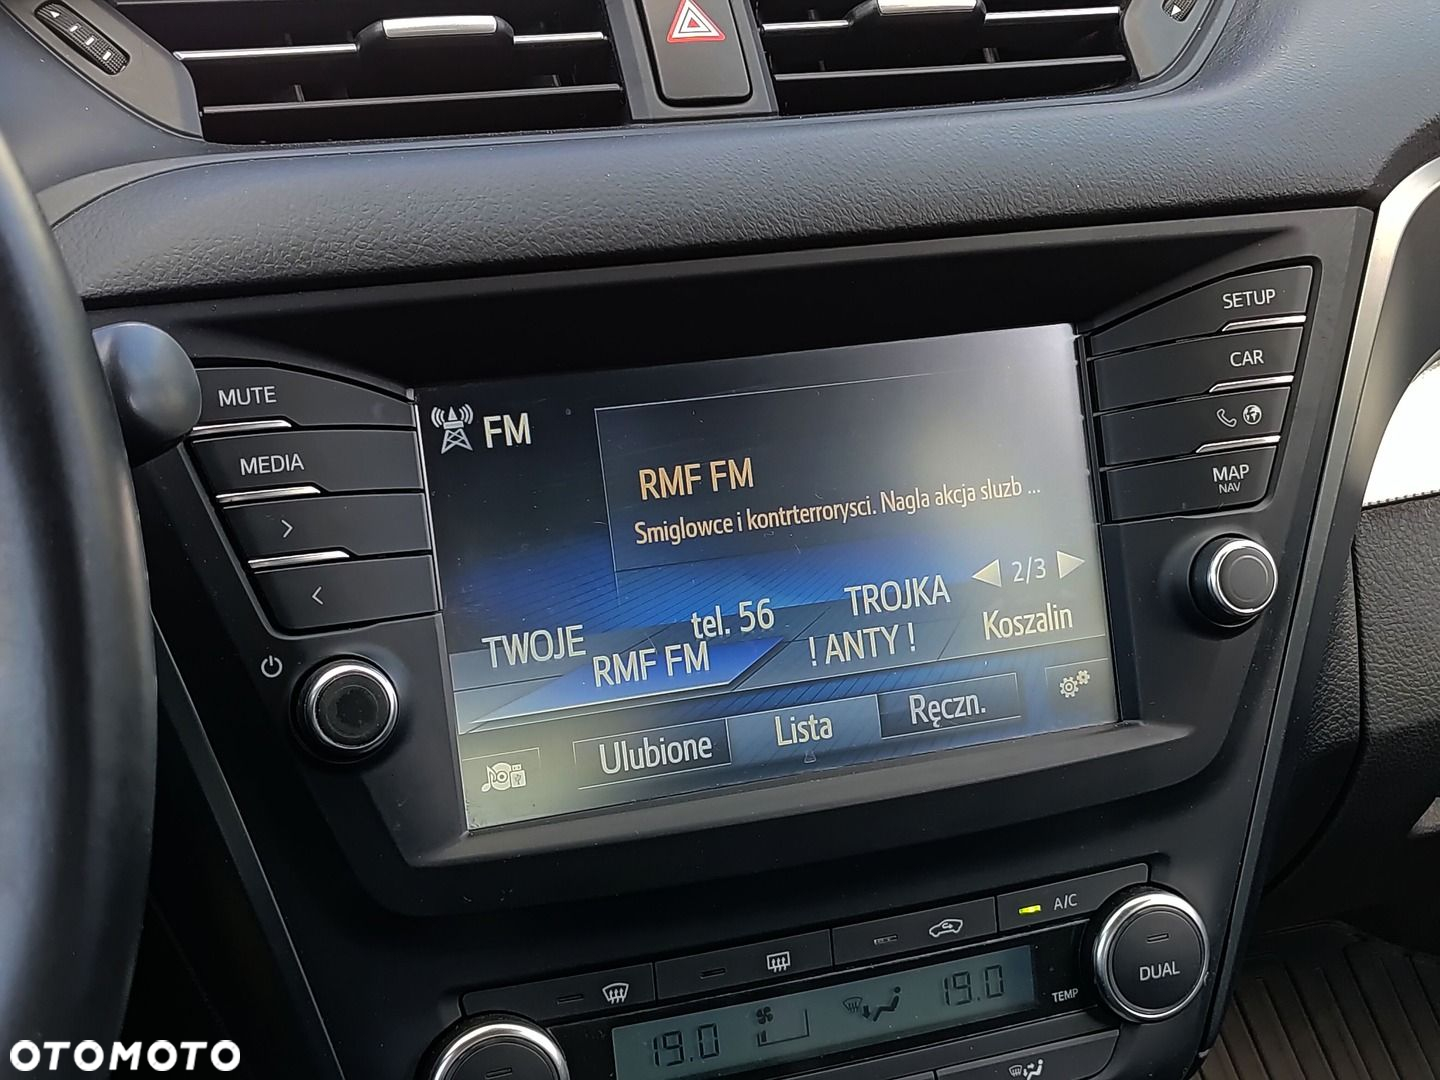 SETUP
CAR
MAP
NAV
MUTE
MEDIA
FM
RMF FM
Smiglowce i kontrterrorysci. Nagla akcja sluzb ...
2/3
TWOJE
tel. 56
TROJKA
RMF FM
! ANTY !
Koszalin
Ulubione
Lista
Ręczn.
A/C
DUAL
TEMP
19.0
19.0
OTOMOTO